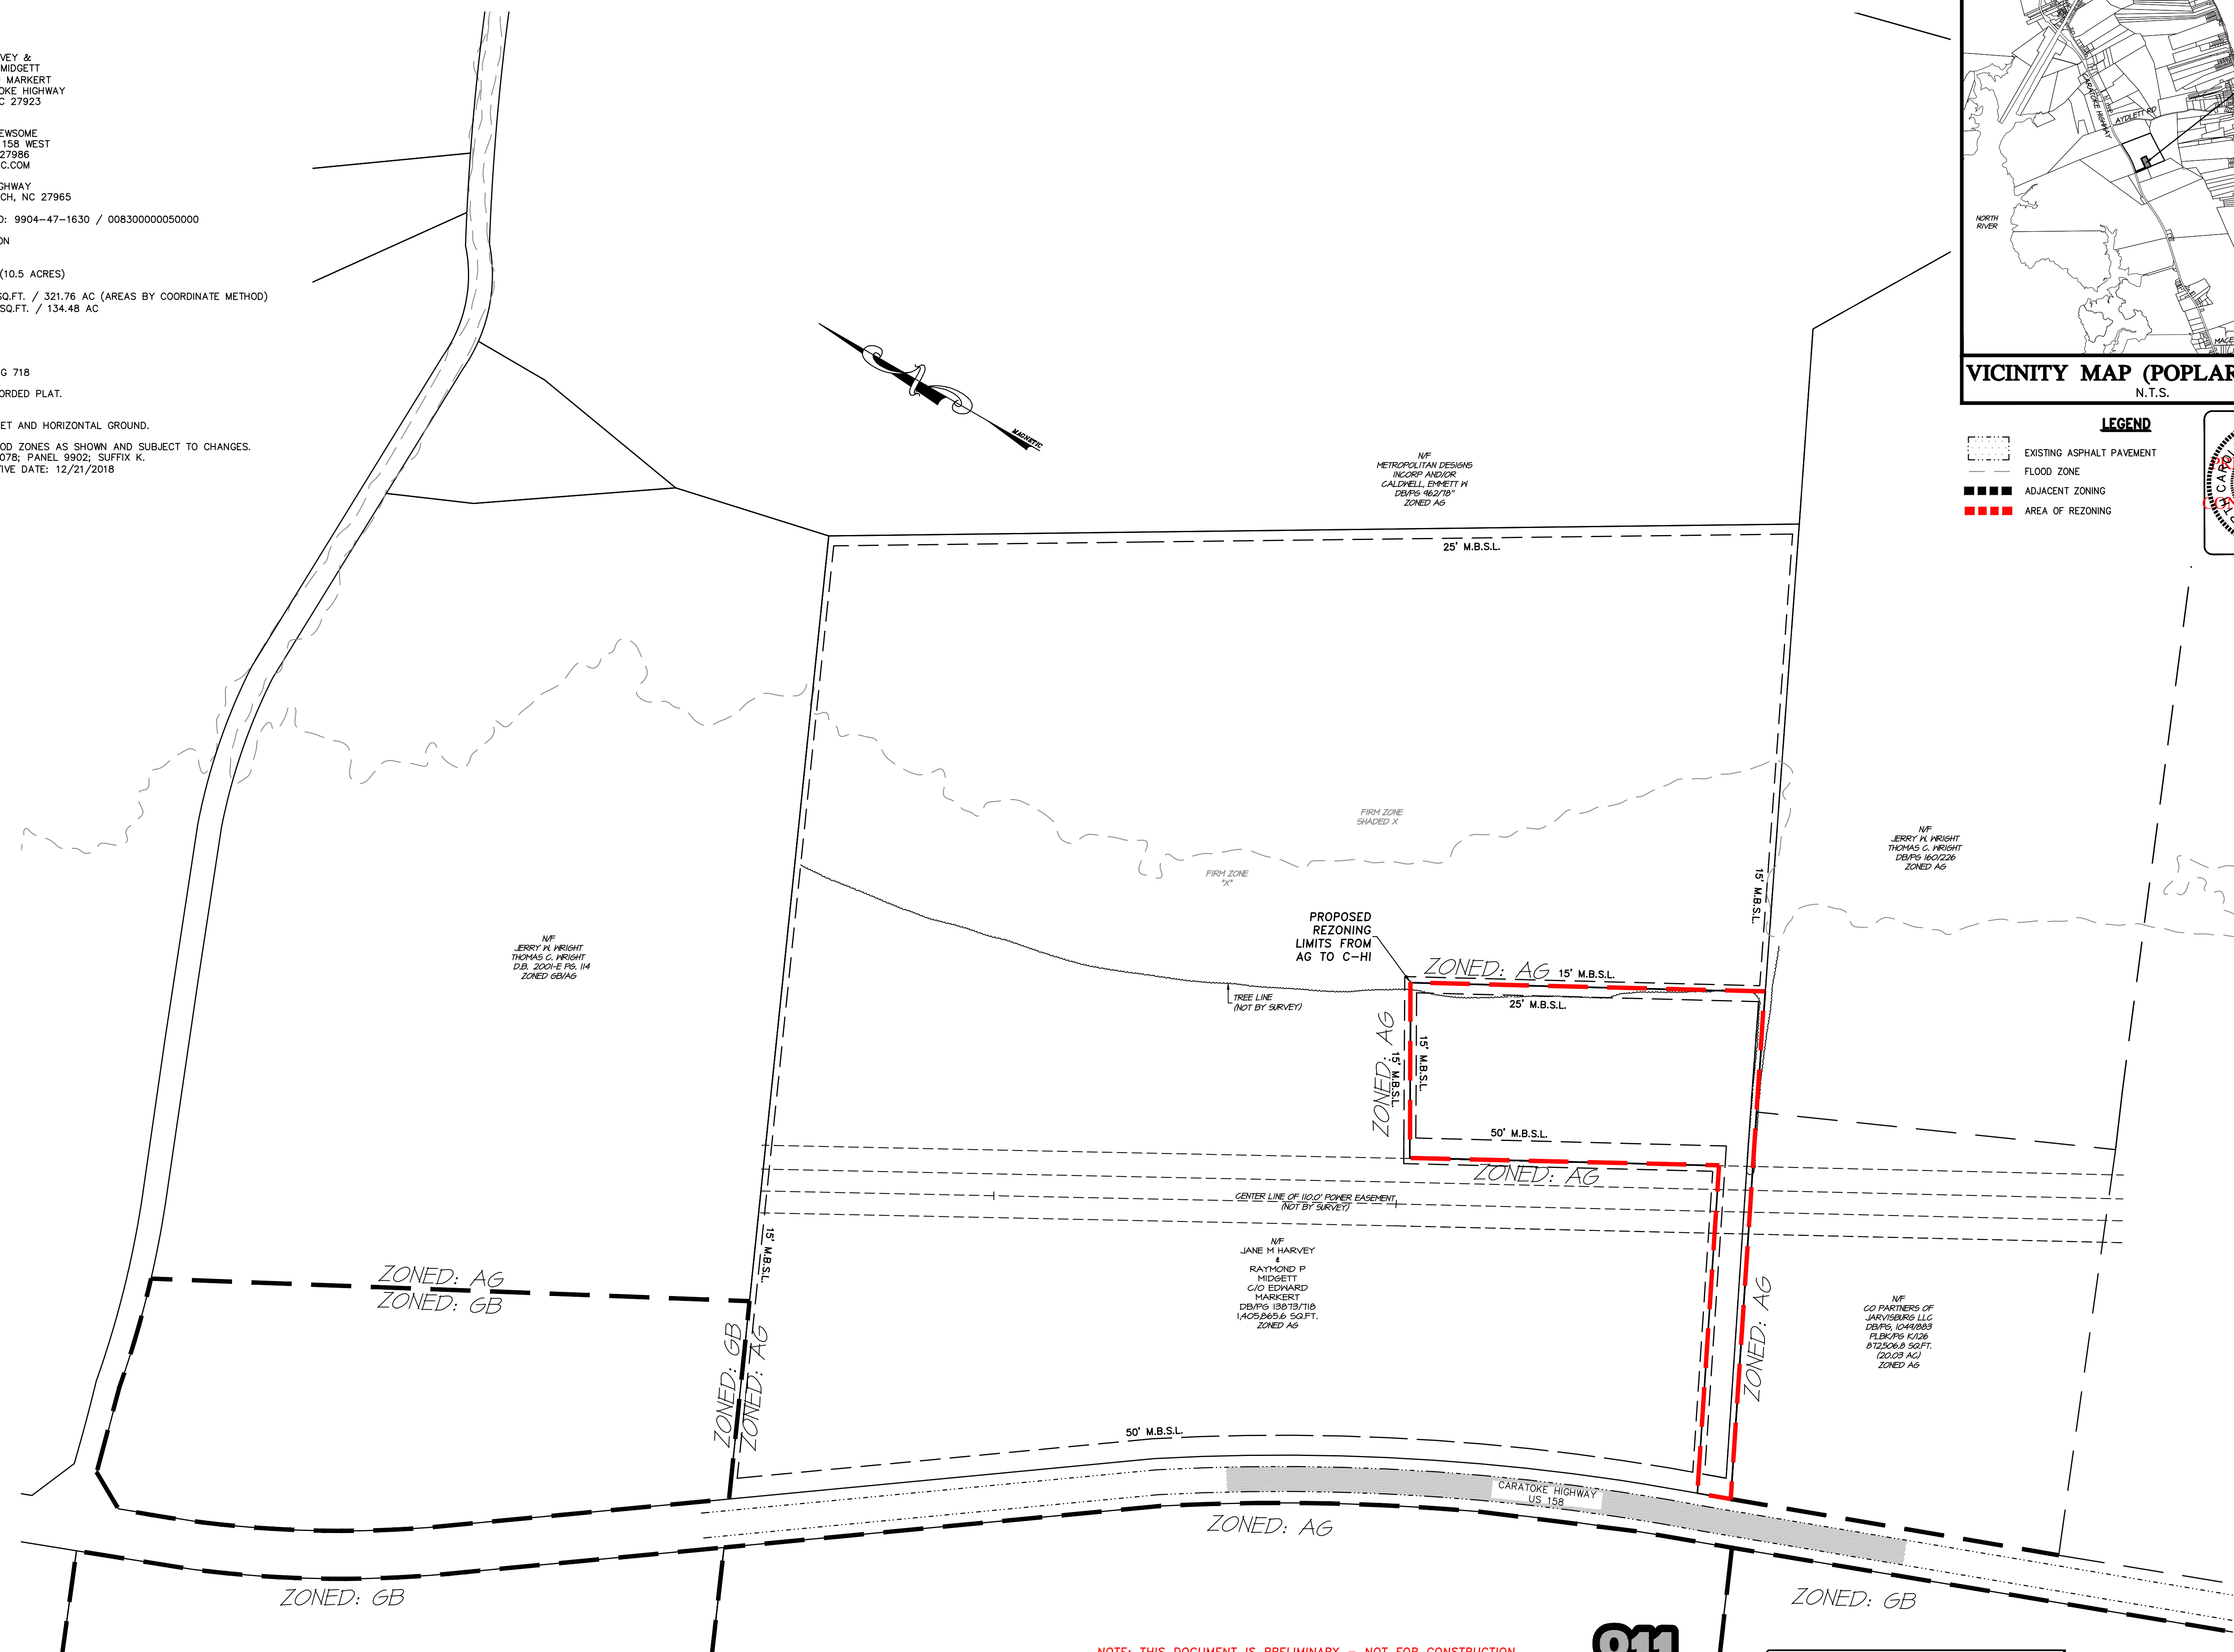 VEY &
MIDGETT
MARKERT
OKE HIGHWAY
C 27923
EWSOME
158 WEST
27986
C.COM
GHWAY
CH, NC 27965
D: 9904-47-1630 / 008300000050000
ON
(10.5 ACRES)
SQ.FT. / 321.76 AC (AREAS BY COORDINATE METHOD)
SQ.FT. / 134.48 AC
G 718
ORDED PLAT.
ET AND HORIZONTAL GROUND.
OD ZONES AS SHOWN AND SUBJECT TO CHANGES.
078; PANEL 9902; SUFFIX K.
TIVE DATE: 12/21/2018
MAGNETIC
CARATOKE HIGHWAY
AYDLETT RD
NORTH
RIVER
MACE
VICINITY MAP (POPLAR
N.T.S.
LEGEND
EXISTING ASPHALT PAVEMENT
FLOOD ZONE
ADJACENT ZONING
AREA OF REZONING
N/F
METROPOLITAN DESIGNS
INCORP AND/OR
CALDWELL, EMMETT W
DB/PG 962/78"
ZONED AG
25' M.B.S.L.
FIRM ZONE
SHADED X
FIRM ZONE
"X"
N/F
JERRY W. WRIGHT
THOMAS C. WRIGHT
DB/PG 160/226
ZONED AG
15' M.B.S.L.
PROPOSED
REZONING
LIMITS FROM
AG TO C-HI
N/F
JERRY W. WRIGHT
THOMAS C. WRIGHT
D.B. 2001-E PG. 114
ZONED GB/AG
TREE LINE
(NOT BY SURVEY)
ZONED: AG
15' M.B.S.L.
25' M.B.S.L.
ZONED: AG
15' M.B.S.L.
15' M.B.S.L.
50' M.B.S.L.
ZONED: AG
CENTER LINE OF 110.0' POWER EASEMENT
(NOT BY SURVEY)
N/F
JANE M HARVEY
&
RAYMOND P
MIDGETT
C/O EDWARD
MARKERT
DB/PG 13873/718
1,405,865.6 SQ.FT.
ZONED AG
15' M.B.S.L.
ZONED: AG
ZONED: GB
ZONED: GB
ZONED: AG
ZONED: AG
N/F
CO PARTNERS OF
JARVISBURG LLC
DB/PG, 1049/883
PLBK/PG K/126
872,506.8 SQ.FT.
(20.03 AC)
ZONED AG
50' M.B.S.L.
CARATOKE HIGHWAY
US 158
ZONED: AG
ZONED: GB
ZONED: GB
NOTE: THIS DOCUMENT IS PRELIMINARY - NOT FOR CONSTRUCTION
811